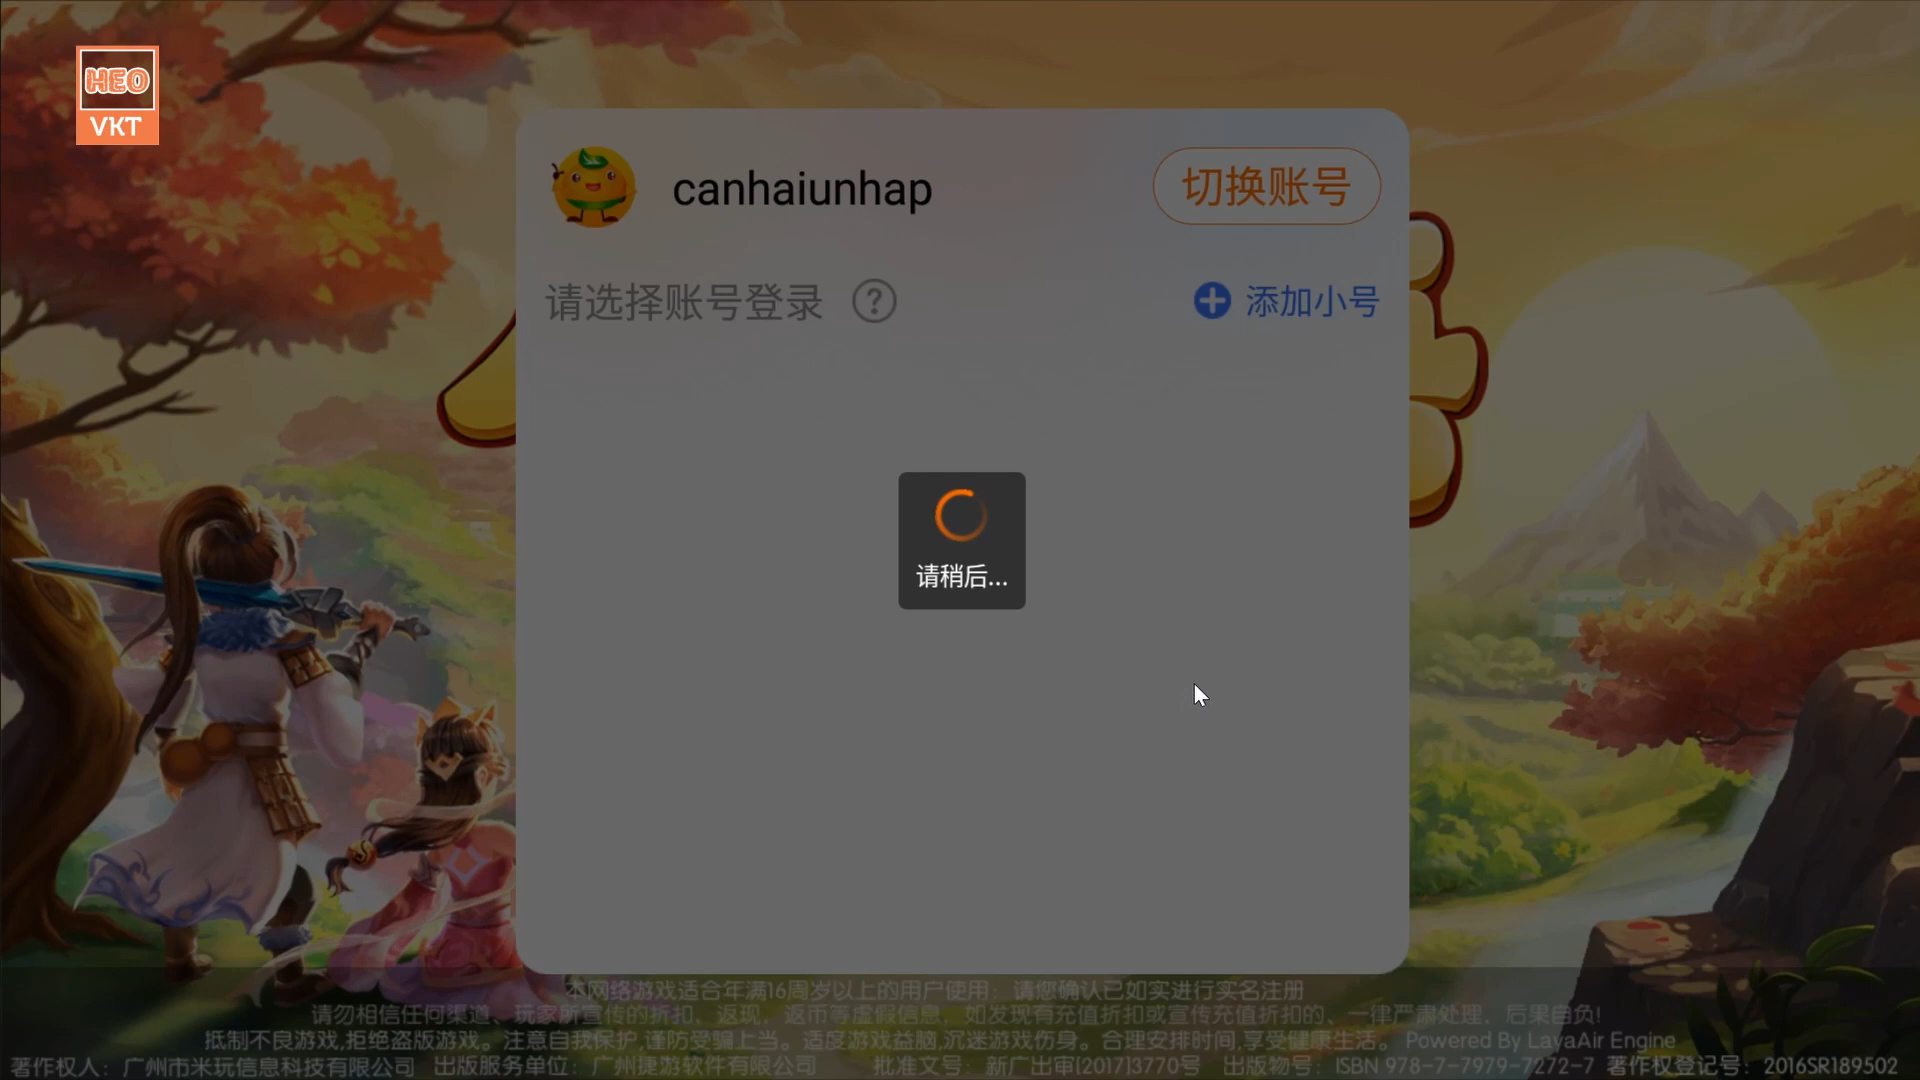 HEO
VKT
canhaiunhap
切换账号
请选择账号登录 ?
添加小号
请稍后...
本网络游戏适合年满16周岁以上的用户使用；请您确认已如实进行实名注册
请勿相信任何渠道、玩家所宣传的折扣、返现、返币等虚假信息，如发现有充值折扣或宣传充值折扣的、一律严肃处理、后果自负!
抵制不良游戏,拒绝盗版游戏。注意自我保护,谨防受骗上当。适度游戏益脑,沉迷游戏伤身。合理安排时间,享受健康生活。 Powered By LayaAir Engine
著作权人：广州市米玩信息科技有限公司 出版服务单位：广州捷游软件有限公司 批准文号：新广出审[2017]3770号 出版物号：ISBN 978-7-7979-7272-7 著作权登记号：2016SR189502